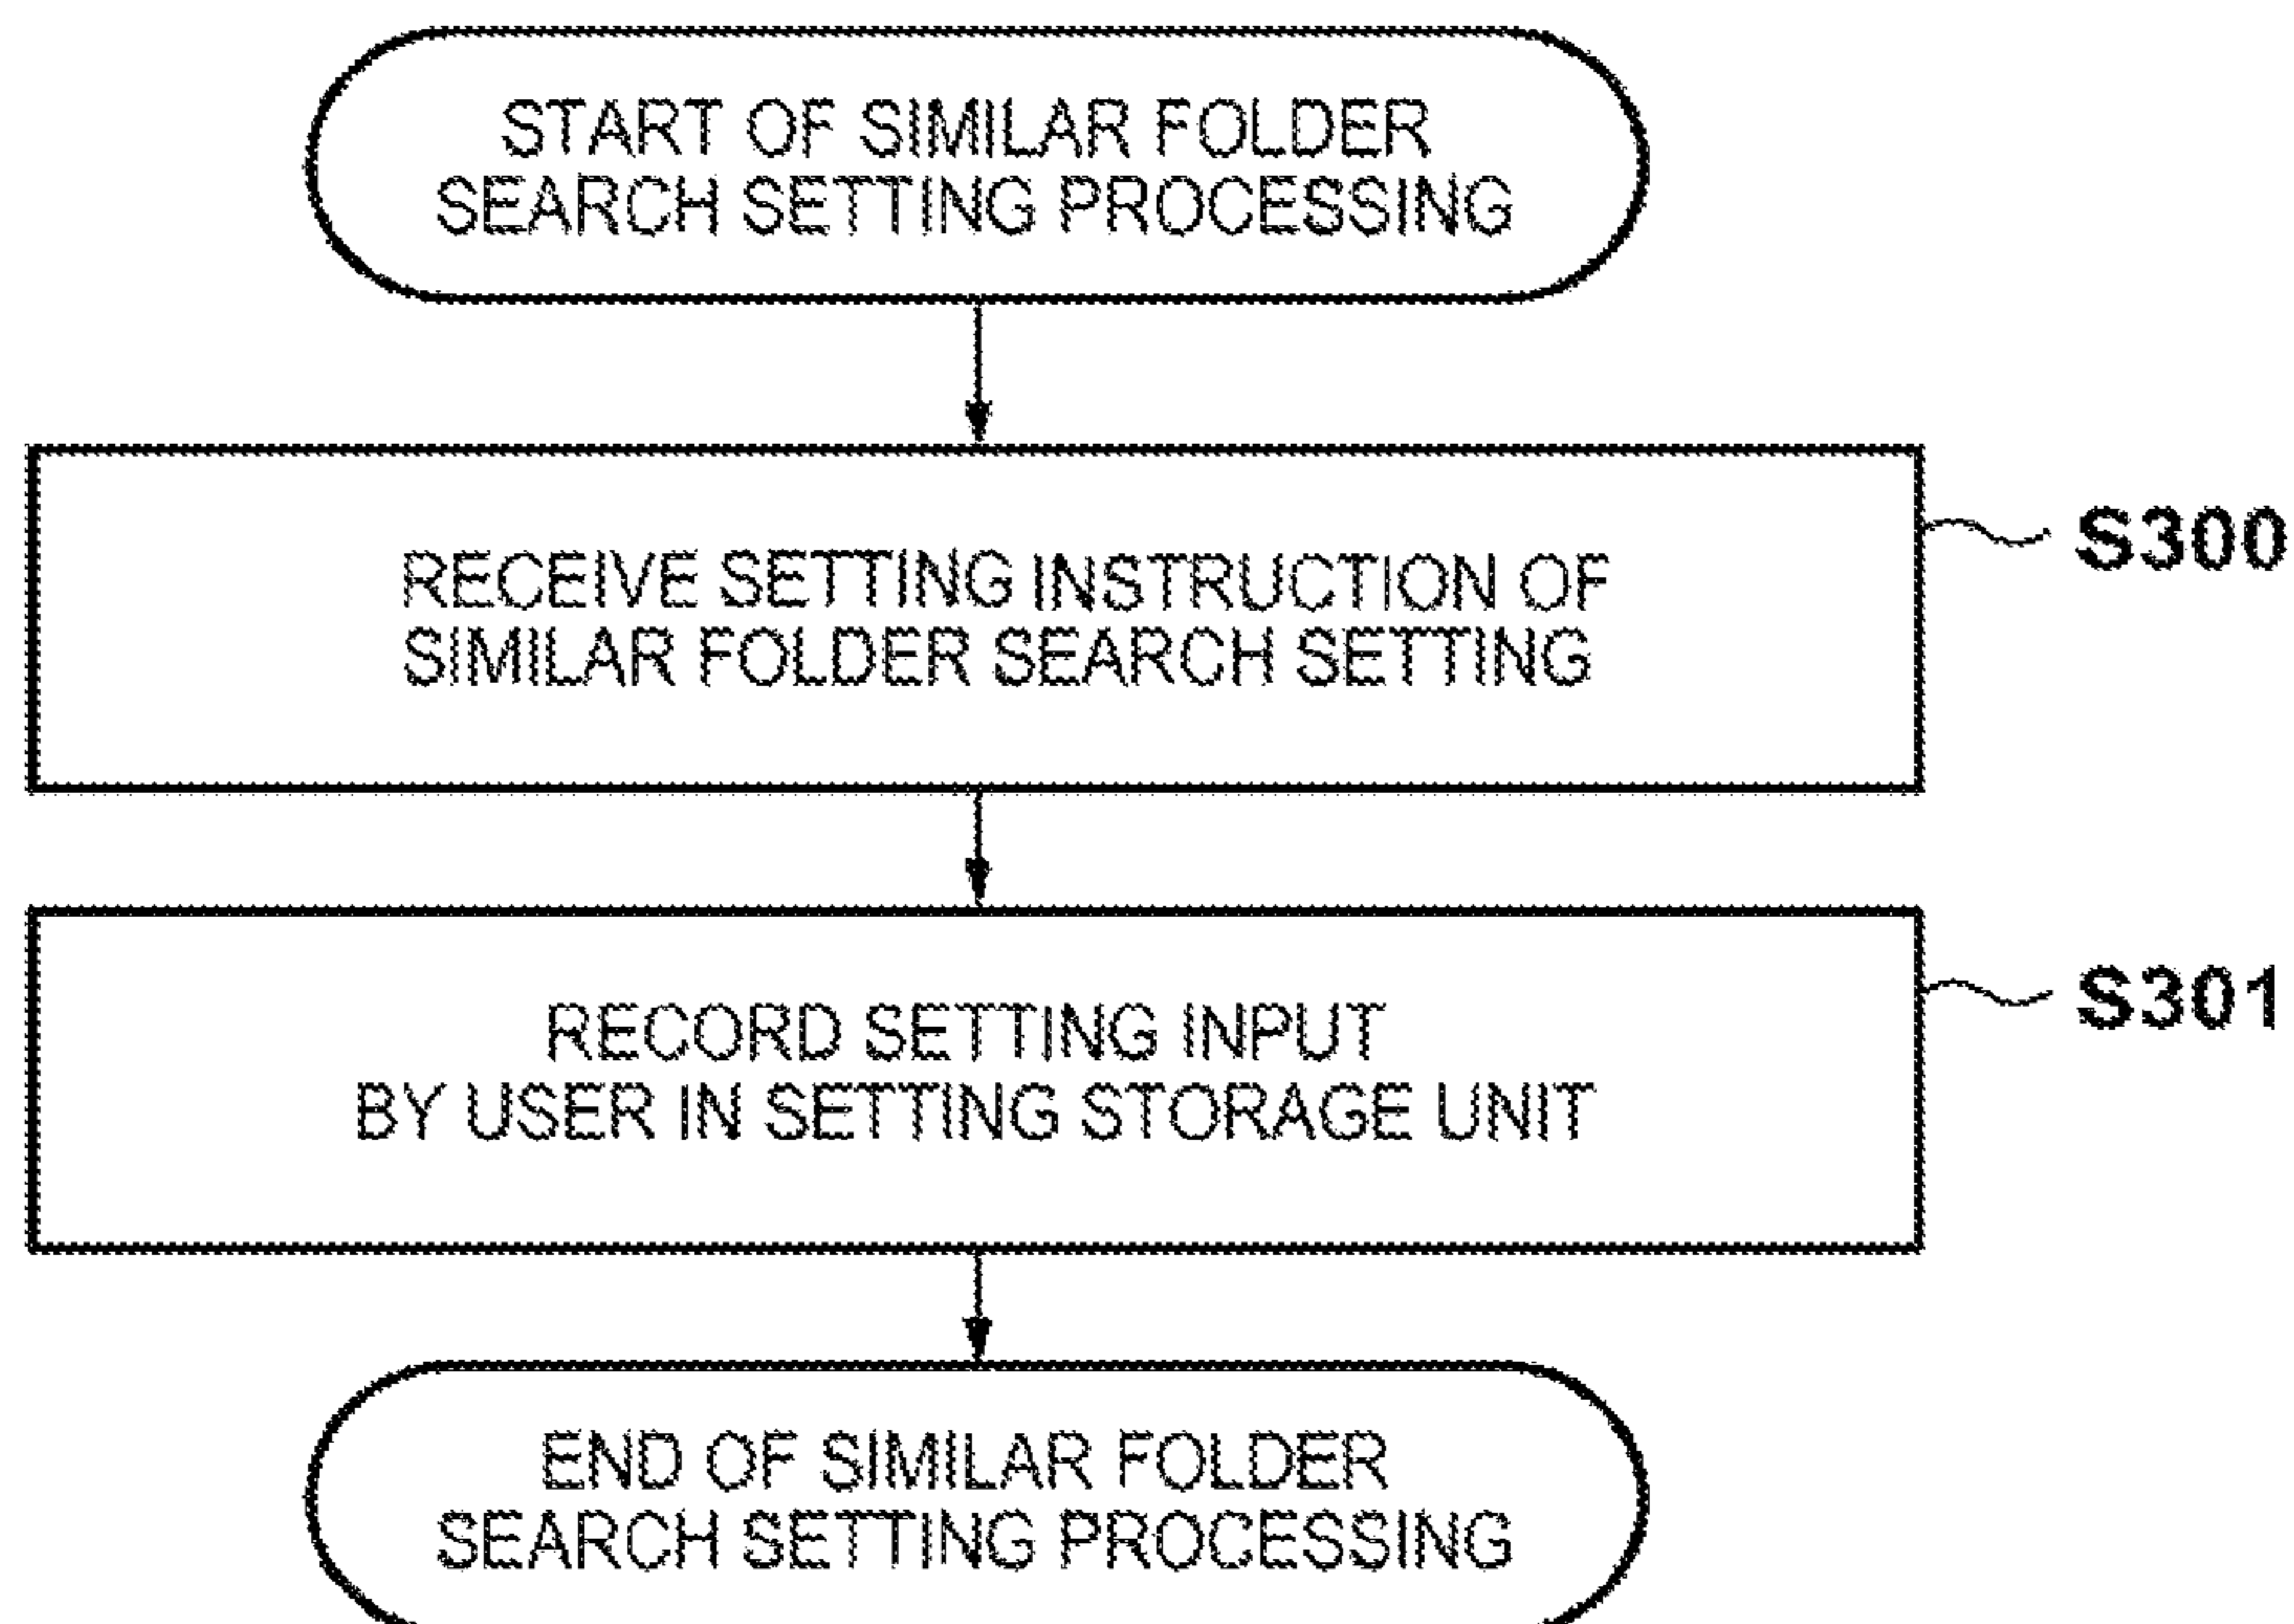 START OF SIMILAR FOLDER
SEARCH SETTING PROCESSING
RECEIVE SETTING INSTRUCTION OF
SIMILAR FOLDER SEARCH SETTING
S300
RECORD SETTING INPUT
BY USER IN SETTING STORAGE UNIT
S301
END OF SIMILAR FOLDER
SEARCH SETTING PROCESSING